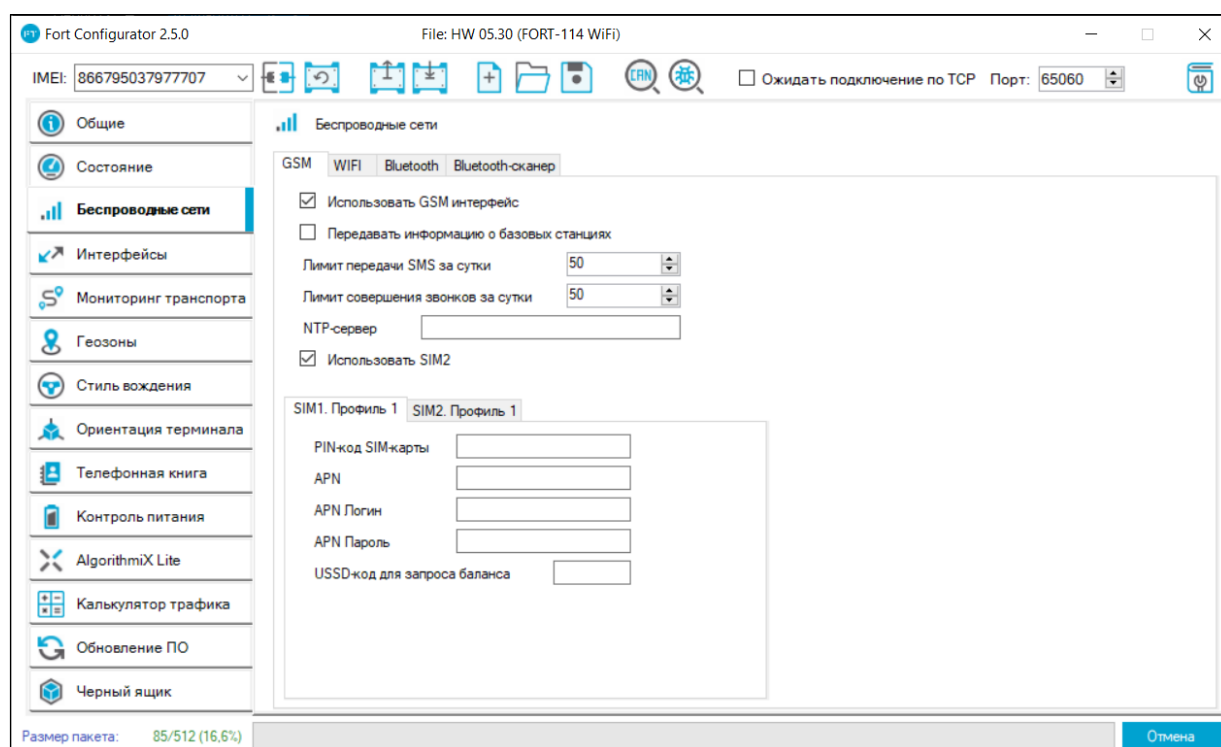 Fort Configurator 2.5.0 File: HW 05.30 (FORT-114 WiFi)
IMEI: 866795037977707 CAN Ожидать подключение по TCP Порт: 65060
Общие
Состояние
Беспроводные сети
Интерфейсы
Мониторинг транспорта
Геозоны
Стиль вождения
Ориентация терминала
Телефонная книга
Контроль питания
AlgorithmiX Lite
Калькулятор трафика
Обновление ПО
Черный ящик
Беспроводные сети
GSM WIFI Bluetooth Bluetooth-сканер
Использовать GSM интерфейс
Передавать информацию о базовых станциях
Лимит передачи SMS за сутки 50
Лимит совершения звонков за сутки 50
NTP-сервер
Использовать SIM2
SIM1. Профиль 1 SIM2. Профиль 1
PIN-код SIM-карты
APN
APN Логин
APN Пароль
USSD-код для запроса баланса
Размер пакета: 85/512 (16,6%) Отмена